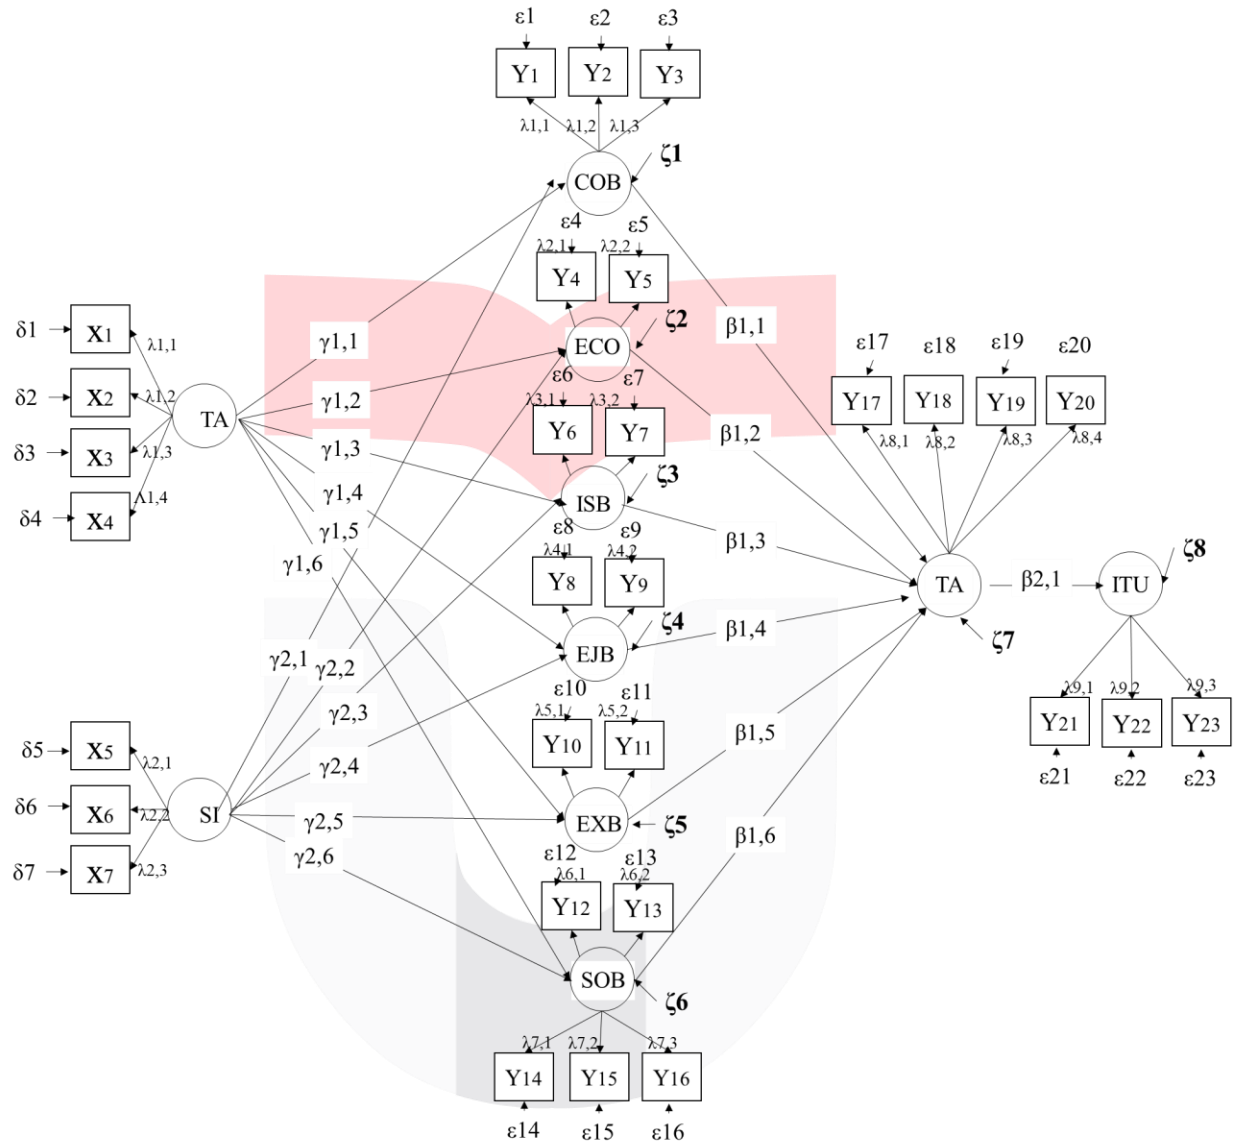 ε1 ε2 ε3
Y1 Y2 Y3
λ1,1 λ1,2 λ1,3
ζ1
COB
ε4 ε5
λ2,1 λ2,2
Y4 Y5
ζ2
ECO
ε6 ε7
λ3,1 λ3,2
Y6 Y7
ζ3
ISB
ε8 ε9
λ4,1 λ4,2
Y8 Y9
ζ4
EJB
ε10 ε11
λ5,1 λ5,2
Y10 Y11
EXB ζ5
ε12 ε13
λ6,1 λ6,2
Y12 Y13
SOB
ζ6
λ7,1 λ7,2 λ7,3
Y14 Y15 Y16
ε14 ε15 ε16
δ1 X1
λ1,1
δ2 X2
λ1,2
TA
δ3 X3
λ1,3
δ4 X4
Λ1,4
δ5 X5
λ2,1
δ6 X6
λ2,2
SI
δ7 X7
λ2,3
γ1,1
γ1,2
γ1,3
γ1,4
γ1,5
γ1,6
γ2,1
γ2,2
γ2,3
γ2,4
γ2,5
γ2,6
β1,1
β1,2
β1,3
β1,4
β1,5
β1,6
ε17 ε18 ε19 ε20
Y17 Y18 Y19 Y20
λ8,1 λ8,2 λ8,3 λ8,4
TA
ζ7
β2,1
ITU
ζ8
λ9,1 λ9,2 λ9,3
Y21 Y22 Y23
ε21 ε22 ε23